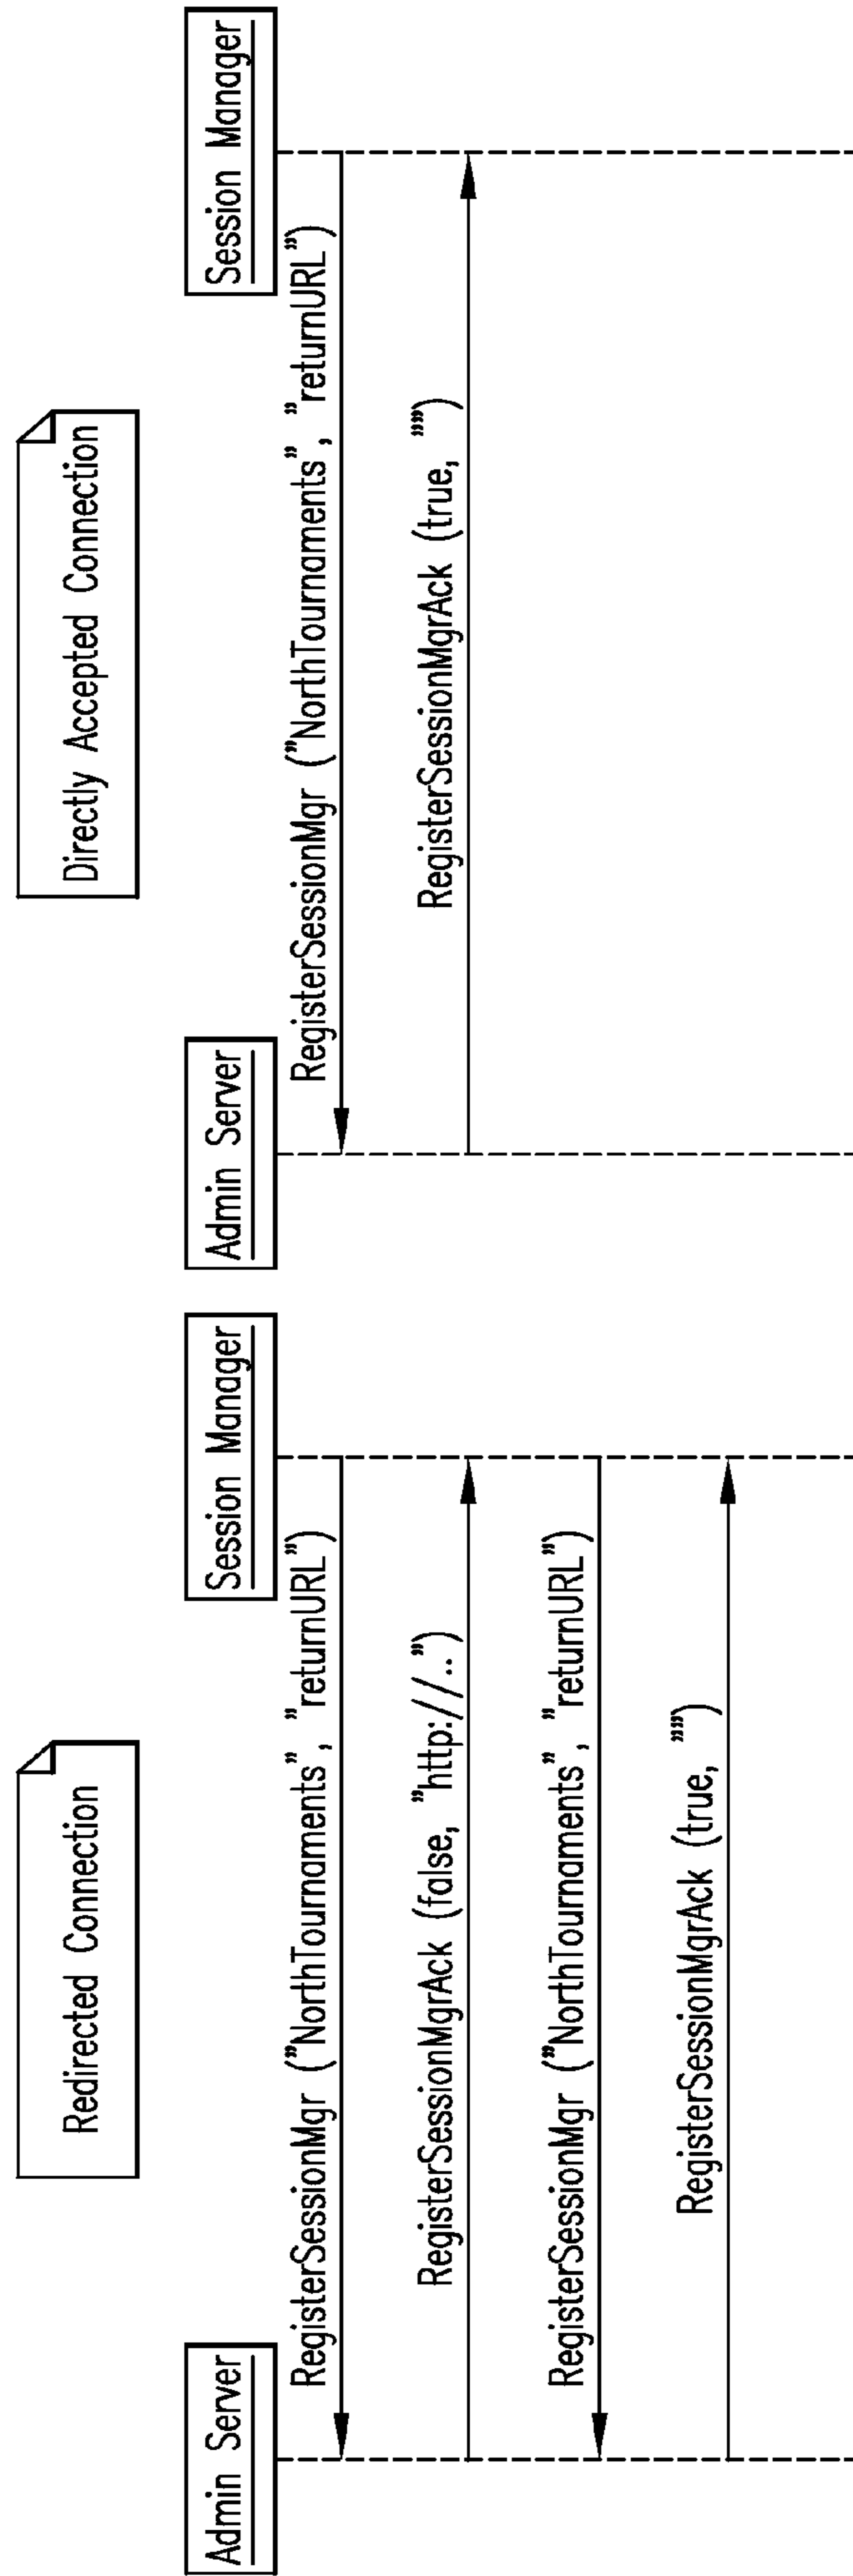 Redirected Connection
Admin Server
Session Manager
RegisterSessionMgr ("NorthTournaments", "returnURL")
RegisterSessionMgrAck (false, "http://..")
RegisterSessionMgr ("NorthTournaments", "returnURL")
RegisterSessionMgrAck (true, "")
Directly Accepted Connection
Admin Server
Session Manager
RegisterSessionMgr ("NorthTournaments", "returnURL")
RegisterSessionMgrAck (true, "")